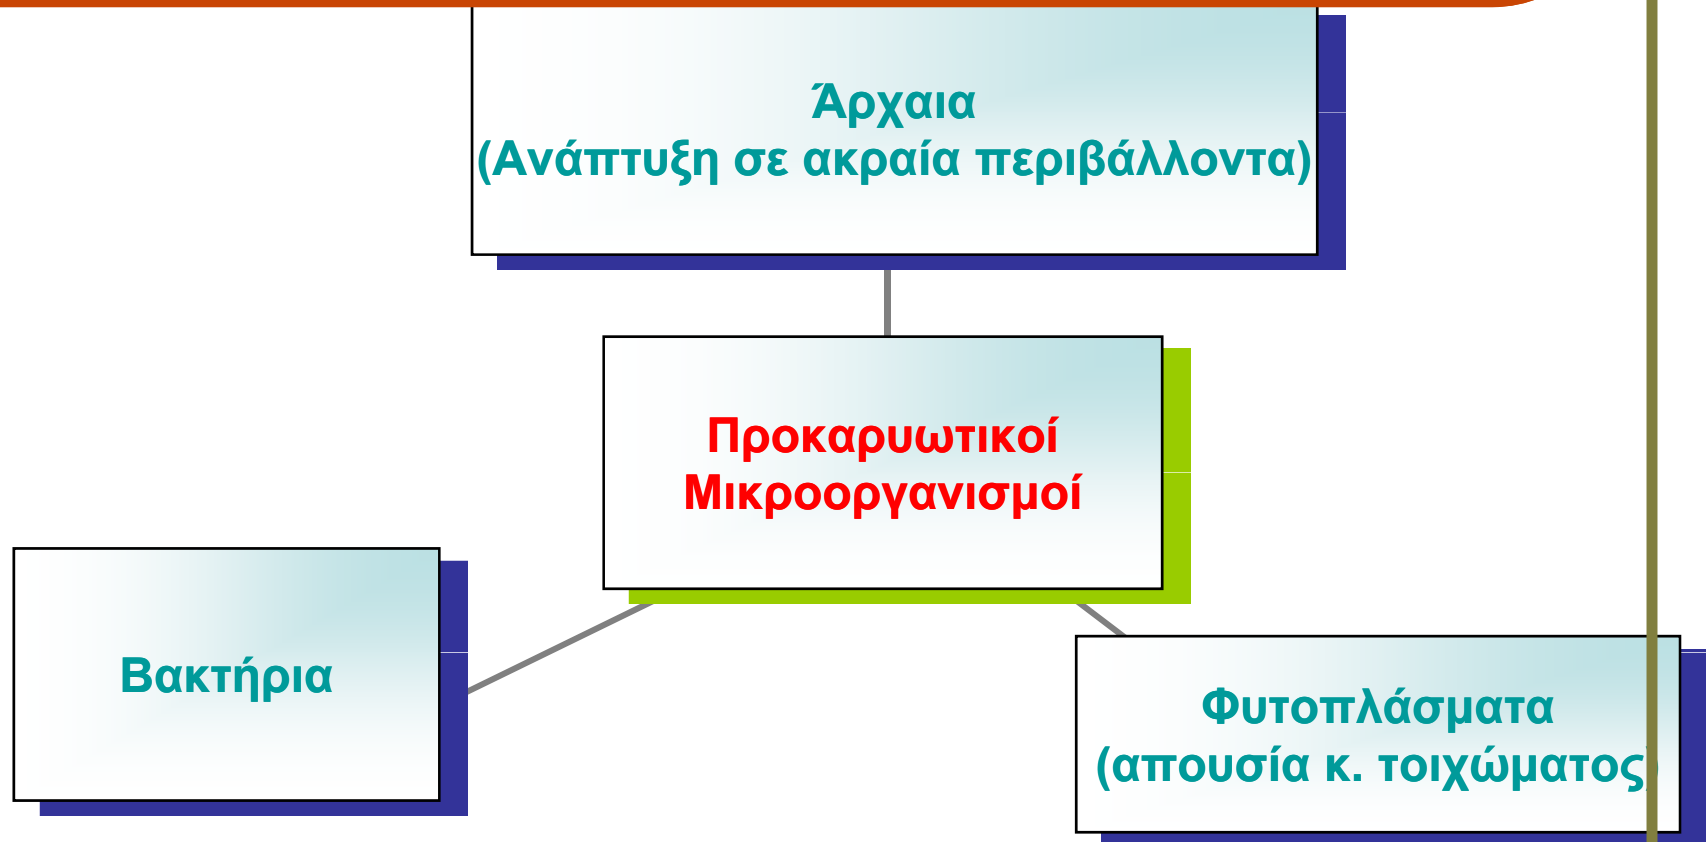 Άρχαια
(Ανάπτυξη σε ακραία περιβάλλοντα)
Προκαρυωτικοί
Μικροοργανισμοί
Βακτήρια
Φυτοπλάσματα
(απουσία κ. τοιχώματος)